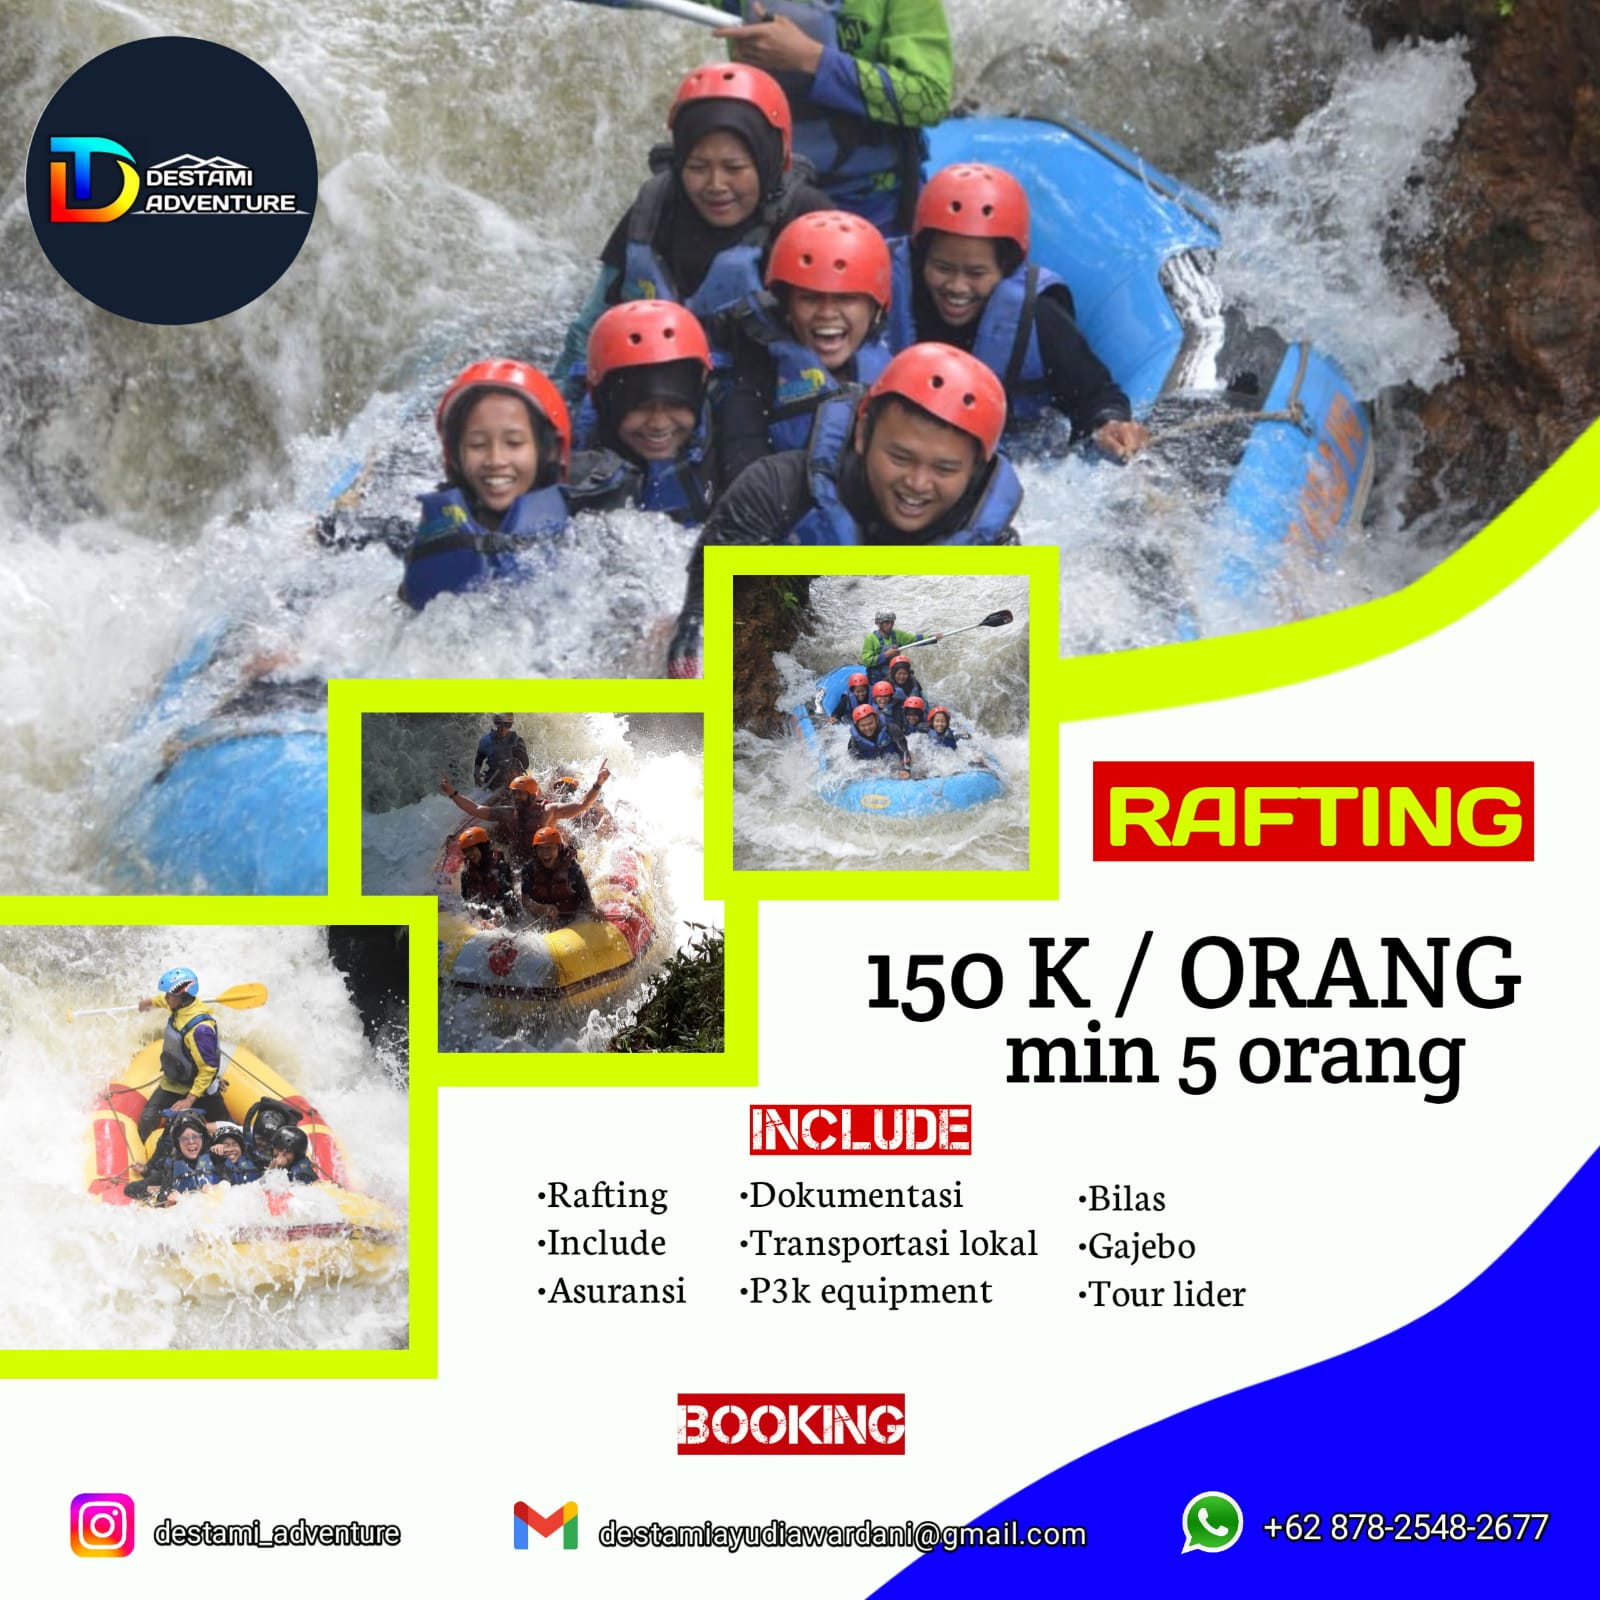 DESTAMI
ADVENTURE
RAFTING
150 K / ORANG
min 5 orang
INCLUDE
•Rafting
•Include
•Asuransi
•Dokumentasi
•Transportasi lokal
•P3k equipment
•Bilas
•Gajebo
•Tour lider
BOOKING
destami_adventure
destamiayudiawardani@gmail.com
+62 878-2548-2677